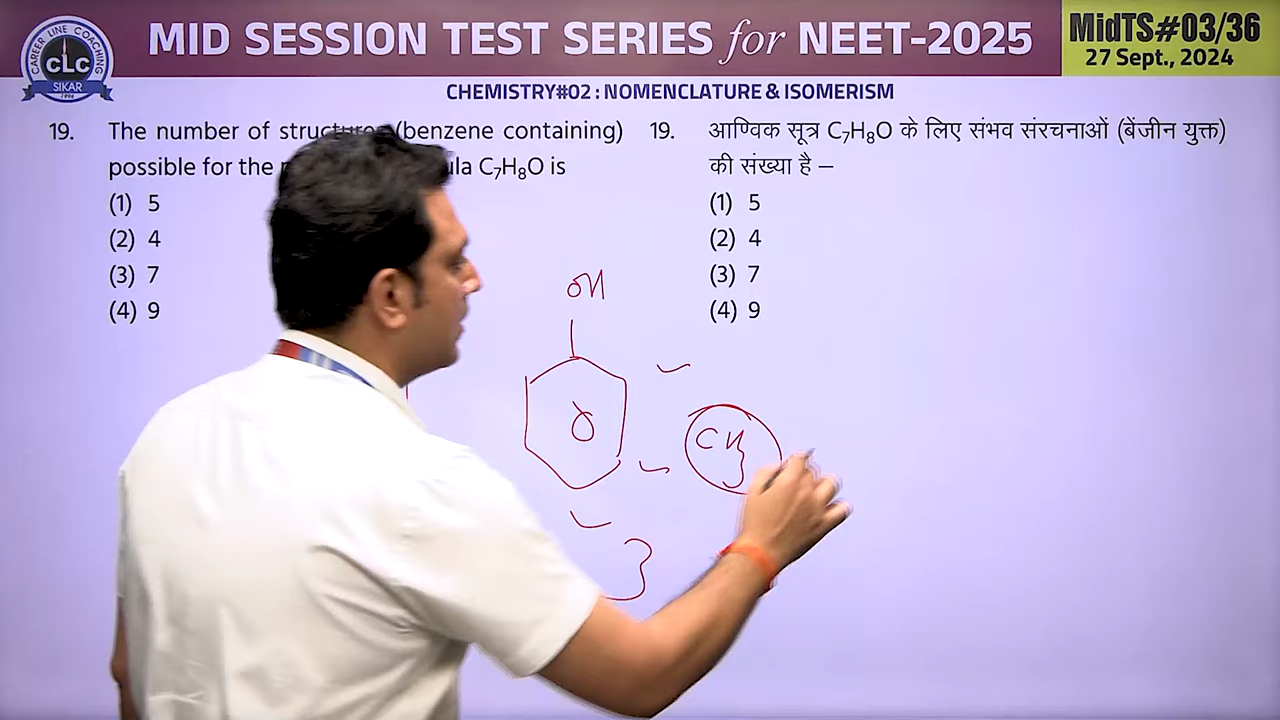 CAREER LINE COACHING
CLC
SIKAR
MID SESSION TEST SERIES for NEET-2025
MidTS#03/36
27 Sept., 2024
CHEMISTRY#02 : NOMENCLATURE & ISOMERISM
19. The number of structures (benzene containing)
possible for the ula C₇H₈O is
(1) 5
(2) 4
(3) 7
(4) 9
19. आण्विक सूत्र C₇H₈O के लिए संभव संरचनाओं (बेंजीन युक्त)
की संख्या है –
(1) 5
(2) 4
(3) 7
(4) 9
OH
CH₃
3